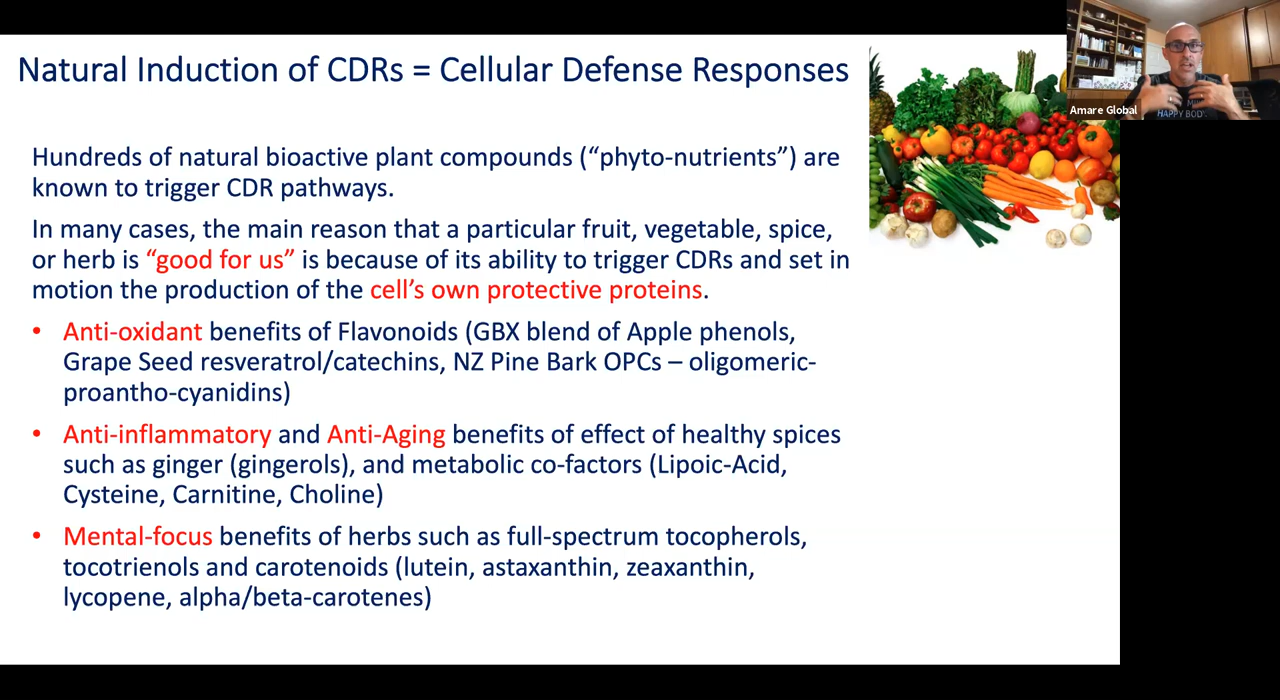 Natural Induction of CDRs = Cellular Defense Responses
Amare Global
HAPPY BOD
Hundreds of natural bioactive plant compounds (“phyto-nutrients”) are
known to trigger CDR pathways.
In many cases, the main reason that a particular fruit, vegetable, spice,
or herb is “good for us” is because of its ability to trigger CDRs and set in
motion the production of the cell’s own protective proteins.
• Anti-oxidant benefits of Flavonoids (GBX blend of Apple phenols,
Grape Seed resveratrol/catechins, NZ Pine Bark OPCs – oligomeric-
proantho-cyanidins)
• Anti-inflammatory and Anti-Aging benefits of effect of healthy spices
such as ginger (gingerols), and metabolic co-factors (Lipoic-Acid,
Cysteine, Carnitine, Choline)
• Mental-focus benefits of herbs such as full-spectrum tocopherols,
tocotrienols and carotenoids (lutein, astaxanthin, zeaxanthin,
lycopene, alpha/beta-carotenes)